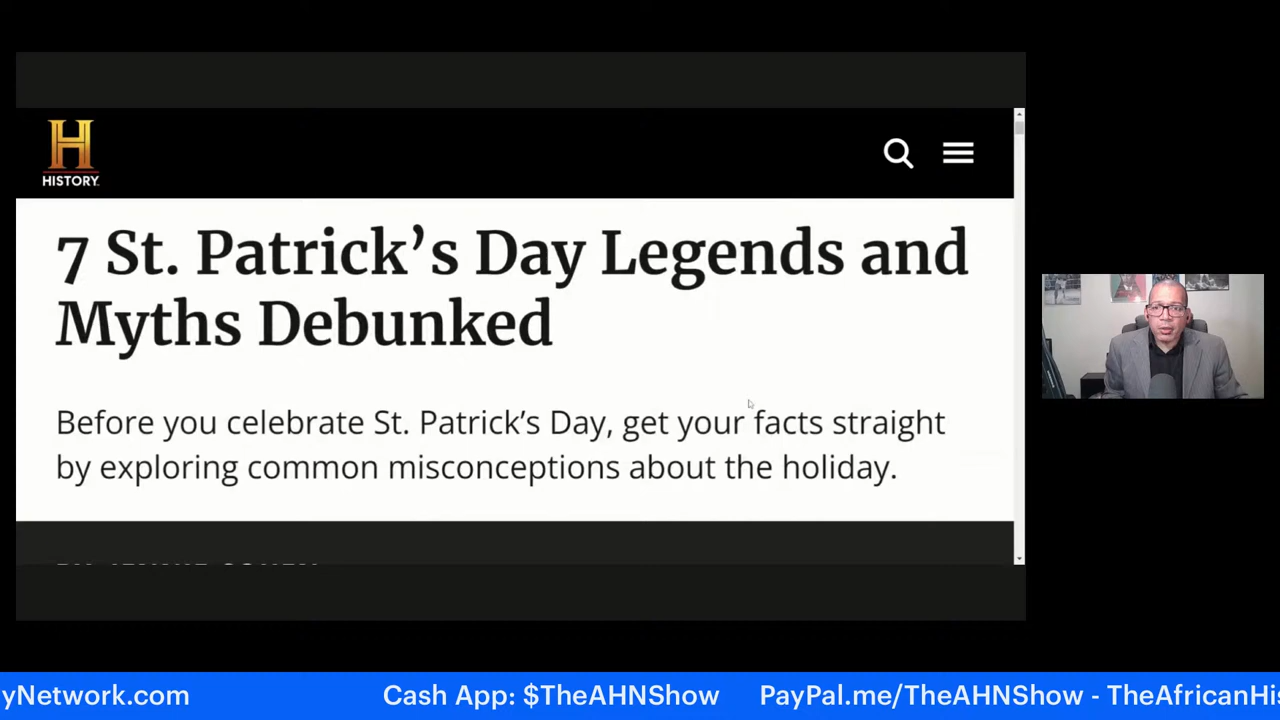 HISTORY
7 St. Patrick's Day Legends and
Myths Debunked
Before you celebrate St. Patrick's Day, get your facts straight
by exploring common misconceptions about the holiday.
yNetwork.com Cash App: $TheAHNShow PayPal.me/TheAHNShow - TheAfricanHis